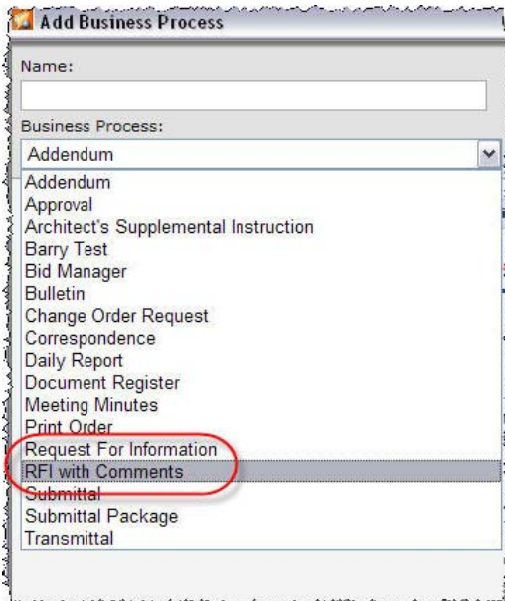 Add Business Process
Name:
Business Process:
Addendum
Addendum
Approval
Architect's Supplemental Instruction
Barry Test
Bid Manager
Bulletin
Change Order Request
Correspondence
Daily Report
Document Register
Meeting Minutes
Print Order
Request For Information
RFI with Comments
Submittal
Submittal Package
Transmittal